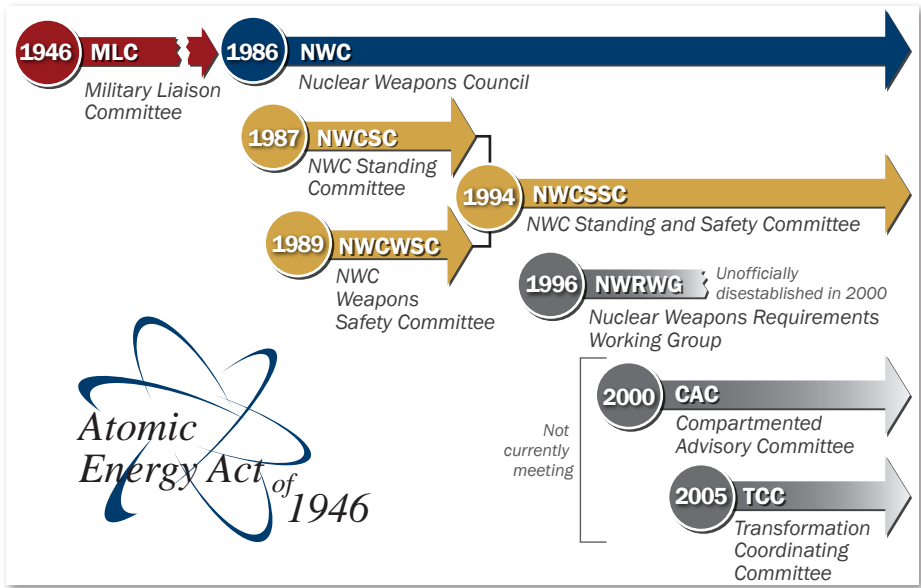 1946 MLC
Military Liaison
Committee
1986 NWC
Nuclear Weapons Council
1987 NWCSC
NWC Standing
Committee
1989 NWCWSC
NWC
Weapons
Safety Committee
1994 NWCSSC
NWC Standing and Safety Committee
1996 NWRWG
Unofficially
disestablished in 2000
Nuclear Weapons Requirements
Working Group
Not
currently
meeting
2000 CAC
Compartmented
Advisory Committee
2005 TCC
Transformation
Coordinating
Committee
Atomic
Energy Act of
1946